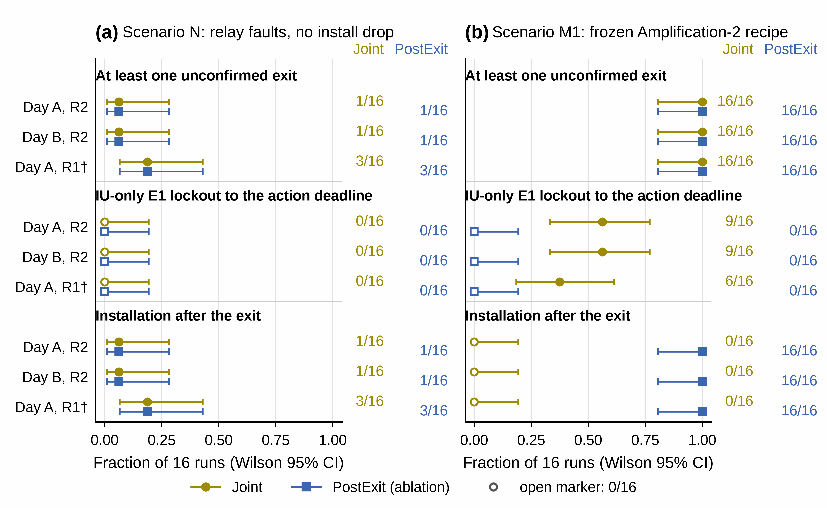 (a) Scenario N: relay faults, no install drop
Joint PostExit
At least one unconfirmed exit
Day A, R2 1/16 1/16
Day B, R2 1/16 1/16
Day A, R1† 3/16 3/16
IU-only E1 lockout to the action deadline
Day A, R2 0/16 0/16
Day B, R2 0/16 0/16
Day A, R1† 0/16 0/16
Installation after the exit
Day A, R2 1/16 1/16
Day B, R2 1/16 1/16
Day A, R1† 3/16 3/16
0.00 0.25 0.50 0.75 1.00
Fraction of 16 runs (Wilson 95% CI)
(b) Scenario M1: frozen Amplification-2 recipe
Joint PostExit
At least one unconfirmed exit
16/16 16/16
16/16 16/16
16/16 16/16
IU-only E1 lockout to the action deadline
9/16 0/16
9/16 0/16
6/16 0/16
Installation after the exit
0/16 16/16
0/16 16/16
0/16 16/16
0.00 0.25 0.50 0.75 1.00
Fraction of 16 runs (Wilson 95% CI)
Joint PostExit (ablation) open marker: 0/16